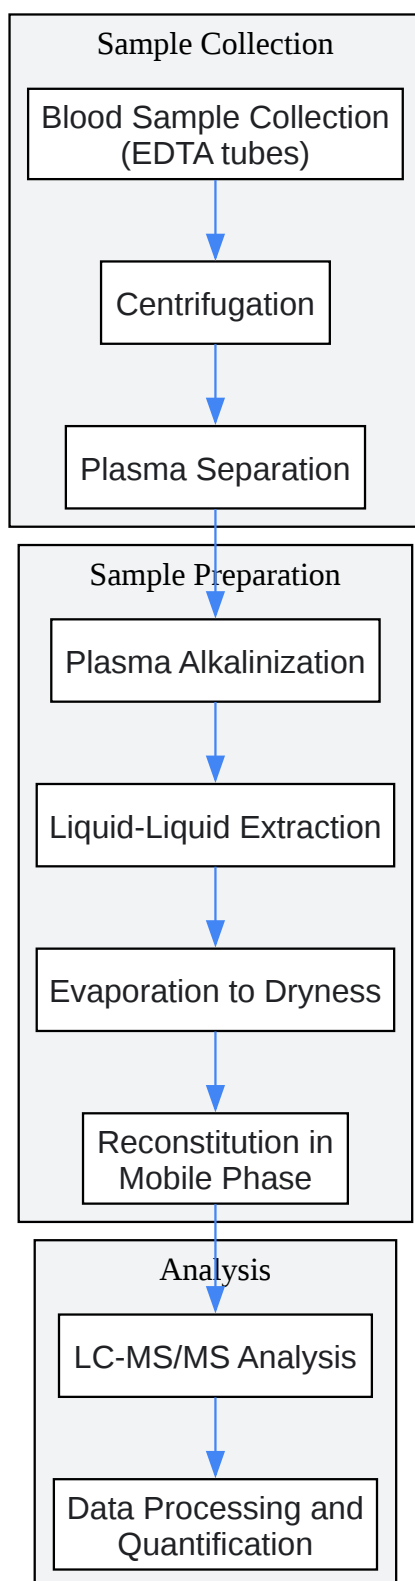 Sample Collection
Blood Sample Collection
(EDTA tubes)
Centrifugation
Plasma Separation
Sample Preparation
Plasma Alkalinization
Liquid-Liquid Extraction
Evaporation to Dryness
Reconstitution in
Mobile Phase
Analysis
LC-MS/MS Analysis
Data Processing and
Quantification